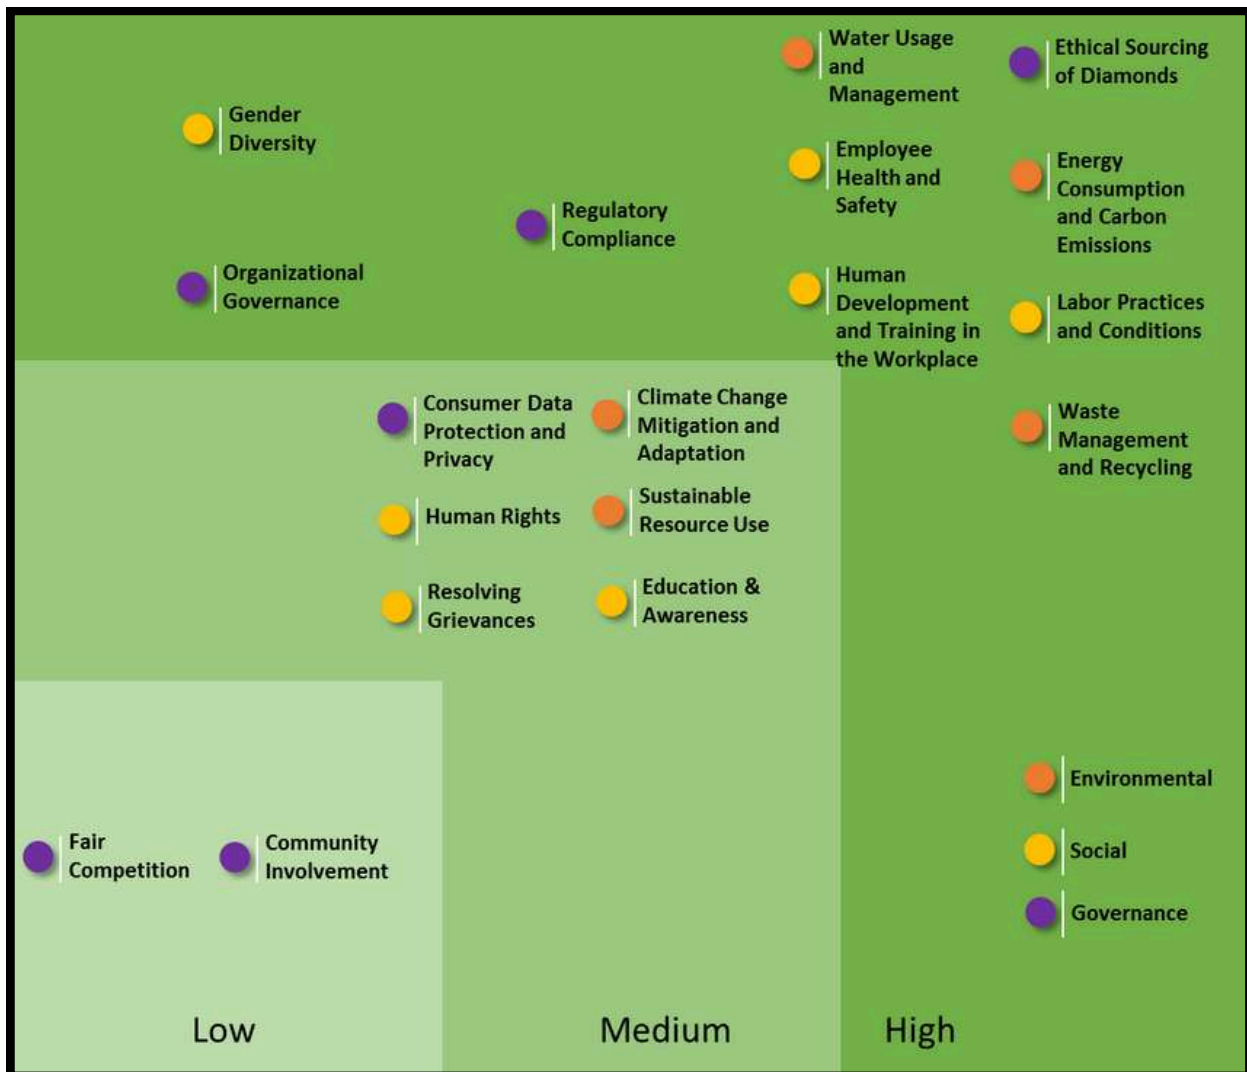 Water Usage
and
Management
Ethical Sourcing
of Diamonds
Gender
Diversity
Employee
Health and
Safety
Energy
Consumption
and Carbon
Emissions
Regulatory
Compliance
Organizational
Governance
Human
Development
and Training in
the Workplace
Labor Practices
and Conditions
Consumer Data
Protection and
Privacy
Climate Change
Mitigation and
Adaptation
Waste
Management
and Recycling
Human Rights
Sustainable
Resource Use
Resolving
Grievances
Education &
Awareness
Environmental
Social
Governance
Fair
Competition
Community
Involvement
Low
Medium
High